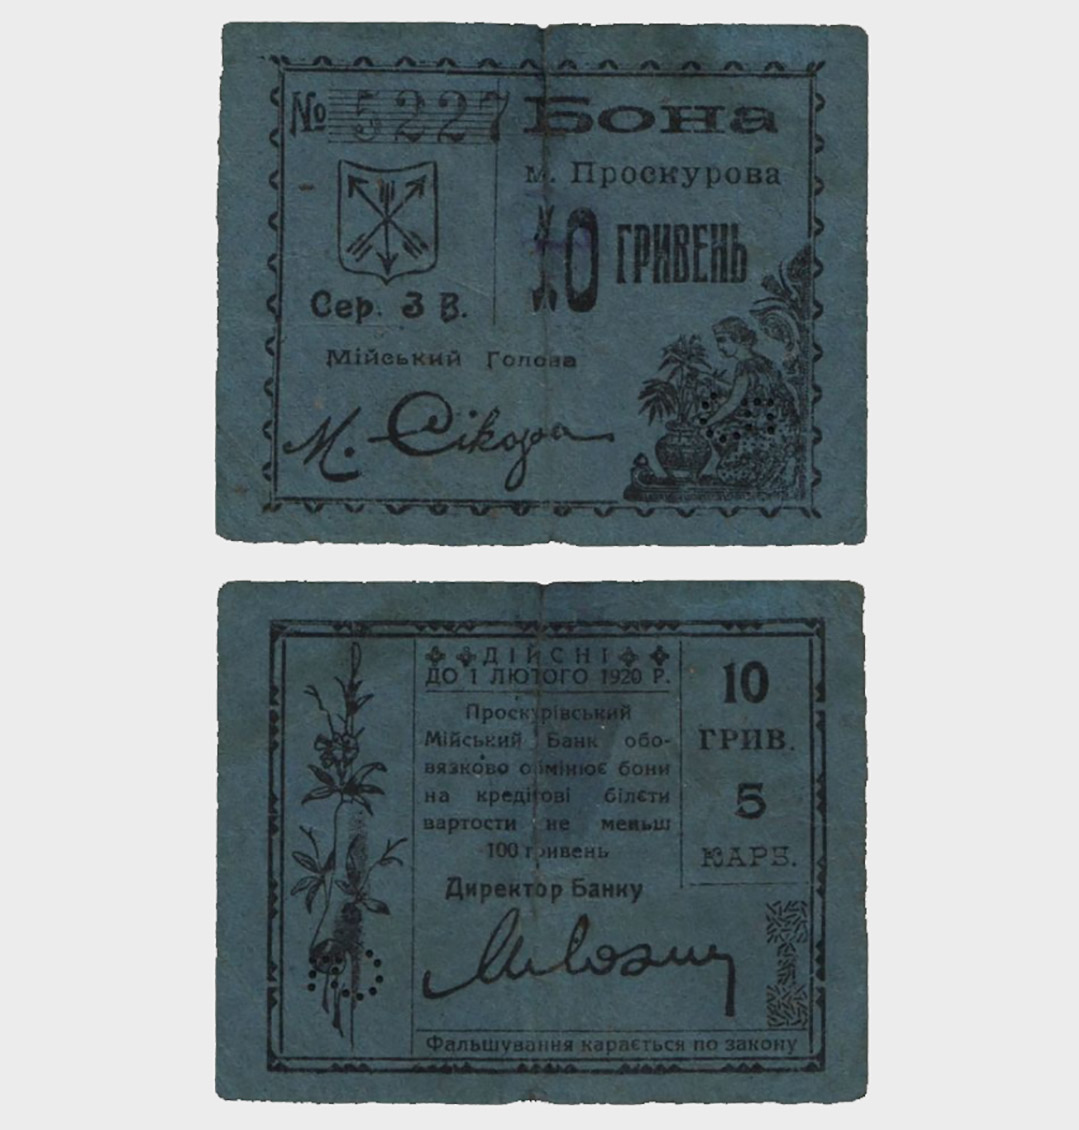 № 5227
Бона
м. Проскурова
10 ГРИВЕНЬ
Сер. З В.
Мійський Голова
М. Сікора
ДІЙСНІ
ДО 1 ЛЮТОГО 1920 Р.
Проскурівський
Мійський Банк обо-
вязково обмінює бони
на кредітові білєти
вартости не меньш
100 гривень
Директор Банку
10
ГРИВ.
5
КАРБ.
Фальшування карається по закону